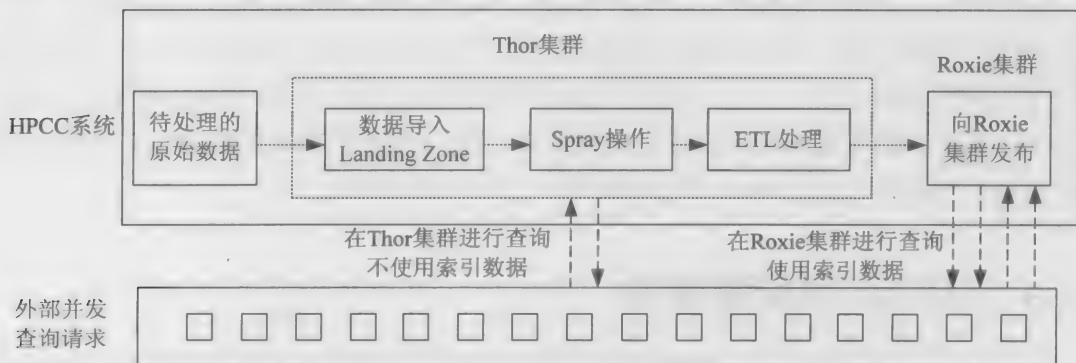 Thor集群
Roxie集群
HPCC系统
待处理的
原始数据
数据导入
Landing Zone
Spray操作
ETL处理
向Roxie
集群发布
在Thor集群进行查询
不使用索引数据
在Roxie集群进行查询
使用索引数据
外部并发
查询请求